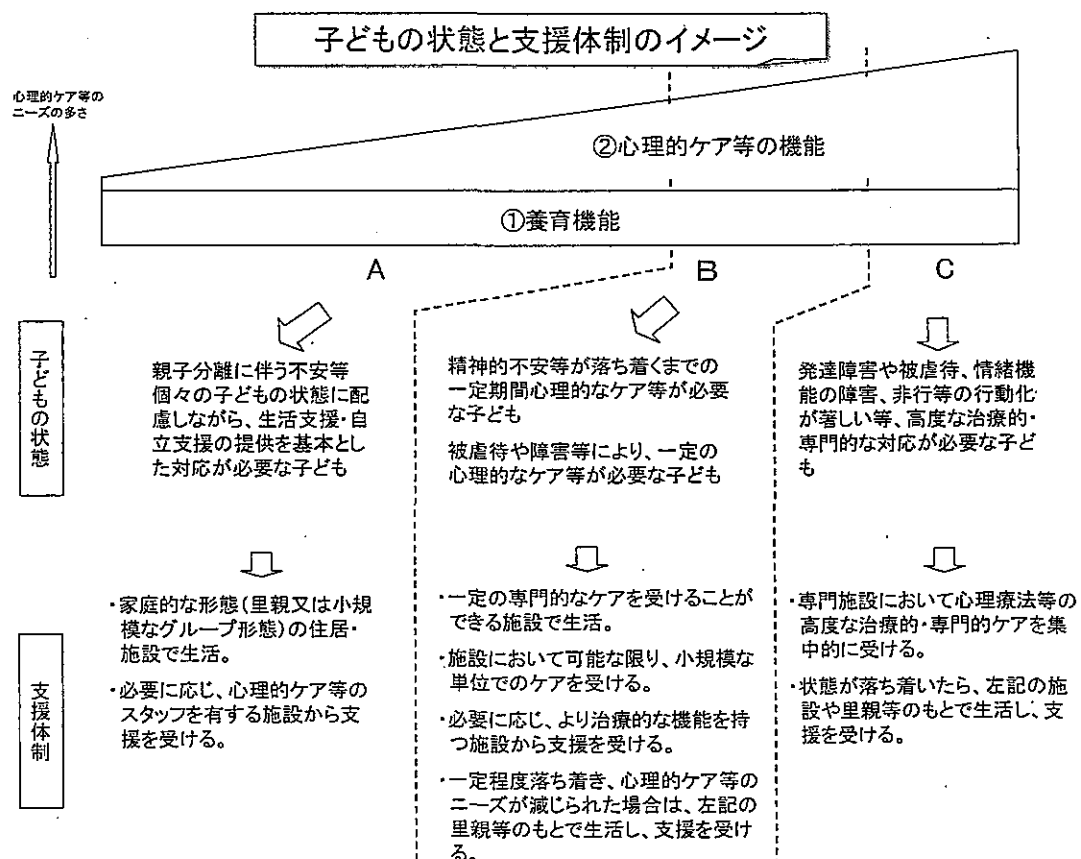 子どもの状態と支援体制のイメージ
心理的ケア等の
ニーズの多さ
②心理的ケア等の機能
①養育機能
A
B
C
子どもの状態
親子分離に伴う不安等
個々の子どもの状態に配
慮しながら、生活支援・自
立支援の提供を基本とし
た対応が必要な子ども
精神的不安等が落ち着くまでの
一定期間心理的なケア等が必要
な子ども
被虐待や障害等により、一定の
心理的なケア等が必要な子ども
発達障害や被虐待、情緒機
能の障害、非行等の行動化
が著しい等、高度な治療的・
専門的な対応が必要な子ど
も
支援体制
・家庭的な形態(里親又は小規
模なグループ形態)の住居・
施設で生活。
・必要に応じ、心理的ケア等の
スタッフを有する施設から支
援を受ける。
・一定の専門的なケアを受けることが
できる施設で生活。
・施設において可能な限り、小規模な
単位でのケアを受ける。
・必要に応じ、より治療的な機能を持
つ施設から支援を受ける。
・一定程度落ち着き、心理的ケア等の
ニーズが減じられた場合は、左記の
里親等のもとで生活し、支援を受け
る。
・専門施設において心理療法等の
高度な治療的・専門的ケアを集
中的に受ける。
・状態が落ち着いたら、左記の施
設や里親等のもとで生活し、支
援を受ける。